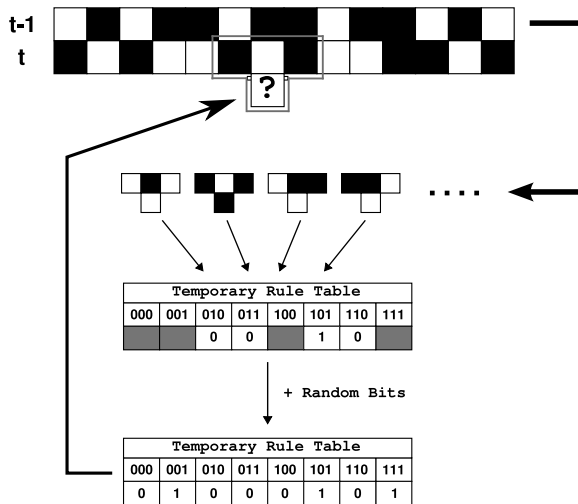 t-1
t
?
....
Temporary Rule Table
000 001 010 011 100 101 110 111
0 0 1 0
+ Random Bits
Temporary Rule Table
000 001 010 011 100 101 110 111
0 1 0 0 0 1 0 1